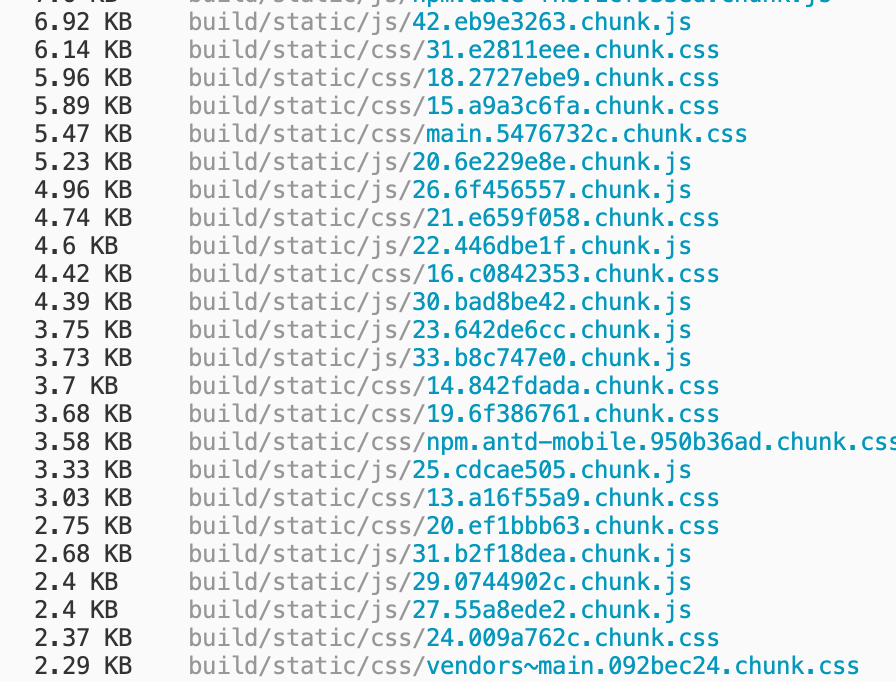 6.92 KB build/static/js/42.eb9e3263.chunk.js
6.14 KB build/static/css/31.e2811eee.chunk.css
5.96 KB build/static/css/18.2727ebe9.chunk.css
5.89 KB build/static/css/15.a9a3c6fa.chunk.css
5.47 KB build/static/css/main.5476732c.chunk.css
5.23 KB build/static/js/20.6e229e8e.chunk.js
4.96 KB build/static/js/26.6f456557.chunk.js
4.74 KB build/static/css/21.e659f058.chunk.css
4.6 KB build/static/js/22.446dbe1f.chunk.js
4.42 KB build/static/css/16.c0842353.chunk.css
4.39 KB build/static/js/30.bad8be42.chunk.js
3.75 KB build/static/js/23.642de6cc.chunk.js
3.73 KB build/static/js/33.b8c747e0.chunk.js
3.7 KB build/static/css/14.842fdada.chunk.css
3.68 KB build/static/css/19.6f386761.chunk.css
3.58 KB build/static/css/npm.antd-mobile.950b36ad.chunk.css
3.33 KB build/static/js/25.cdcae505.chunk.js
3.03 KB build/static/css/13.a16f55a9.chunk.css
2.75 KB build/static/css/20.ef1bbb63.chunk.css
2.68 KB build/static/js/31.b2f18dea.chunk.js
2.4 KB build/static/js/29.0744902c.chunk.js
2.4 KB build/static/js/27.55a8ede2.chunk.js
2.37 KB build/static/css/24.009a762c.chunk.css
2.29 KB build/static/css/vendors~main.092bec24.chunk.css